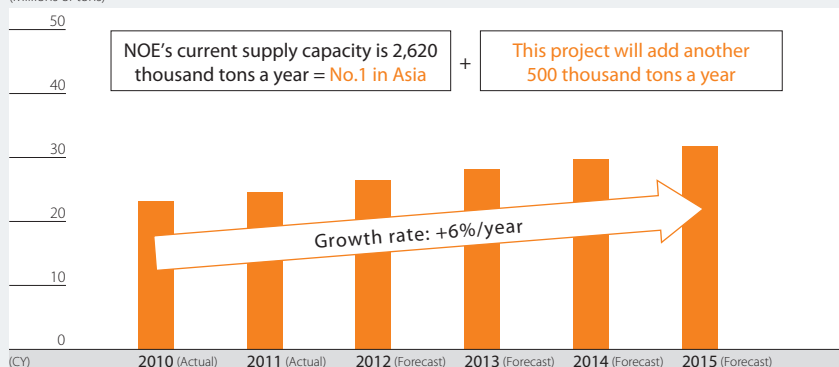 50
NOE's current supply capacity is 2,620
thousand tons a year = No.1 in Asia
+
This project will add another
500 thousand tons a year
40
30
20
Growth rate: +6%/year
10
0
(CY)
2010 (Actual)
2011 (Actual)
2012 (Forecast)
2013 (Forecast)
2014 (Forecast)
2015 (Forecast)